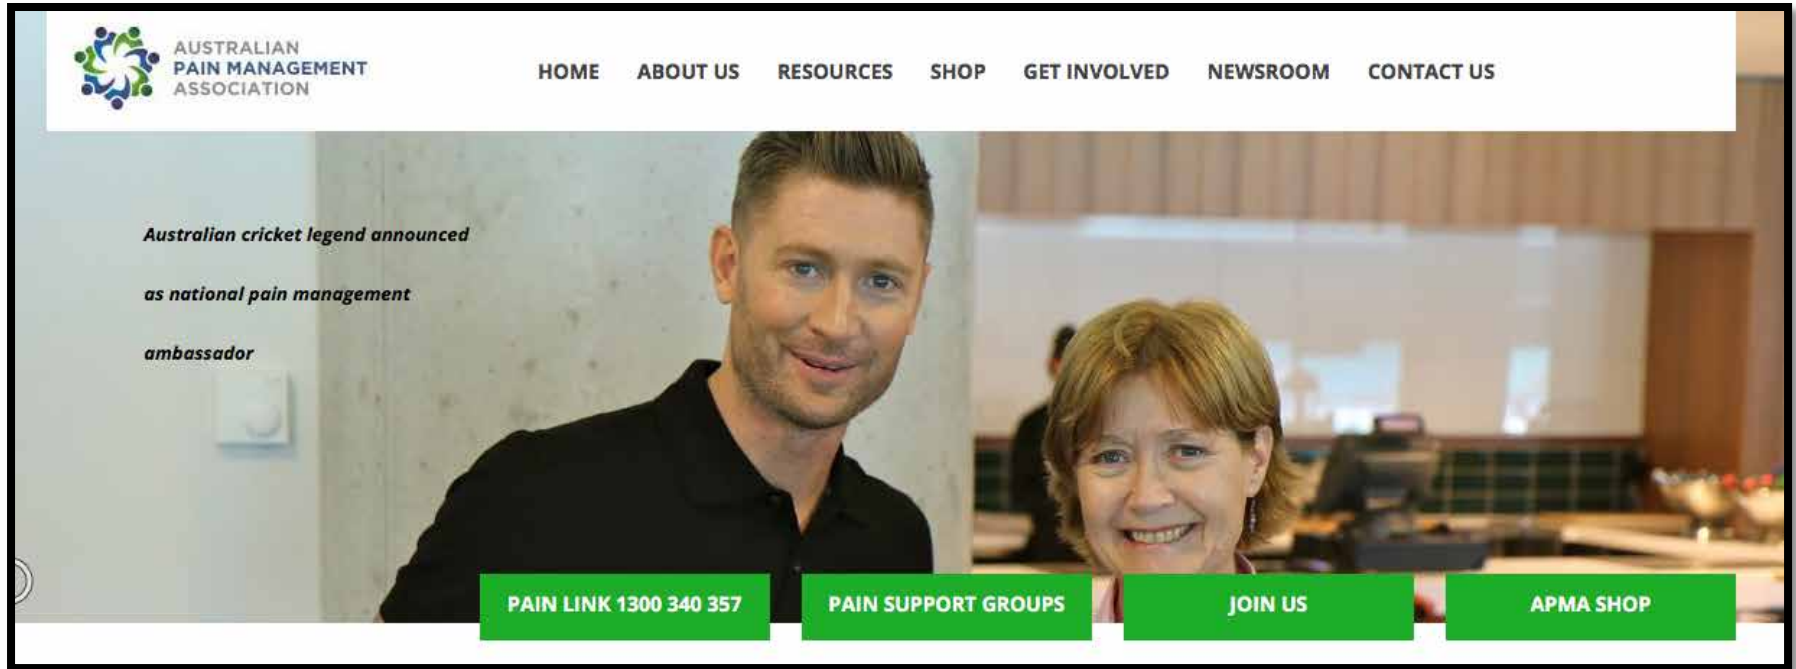 AUSTRALIAN
PAIN MANAGEMENT
ASSOCIATION
HOME ABOUT US RESOURCES SHOP GET INVOLVED NEWSROOM CONTACT US
Australian cricket legend announced
as national pain management
ambassador
PAIN LINK 1300 340 357 PAIN SUPPORT GROUPS JOIN US APMA SHOP